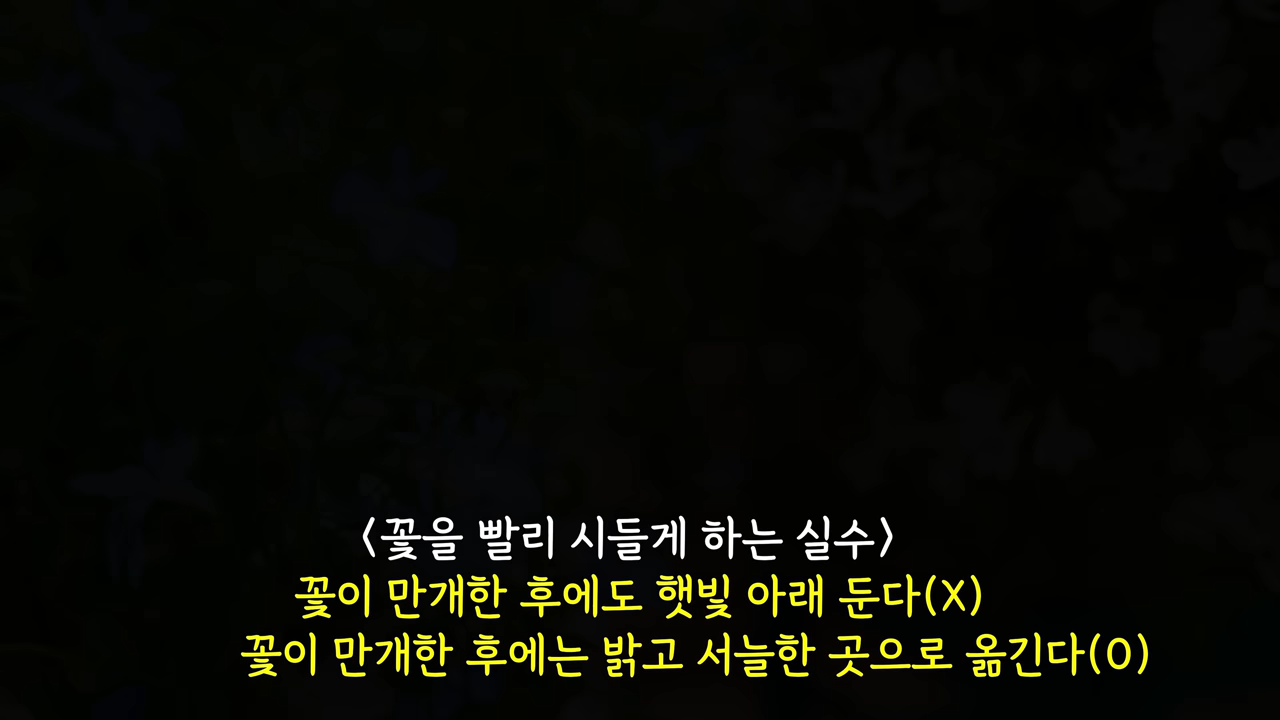 <꽃을 빨리 시들게 하는 실수>
꽃이 만개한 후에도 햇빛 아래 둔다(X)
꽃이 만개한 후에는 밝고 서늘한 곳으로 옮긴다(O)